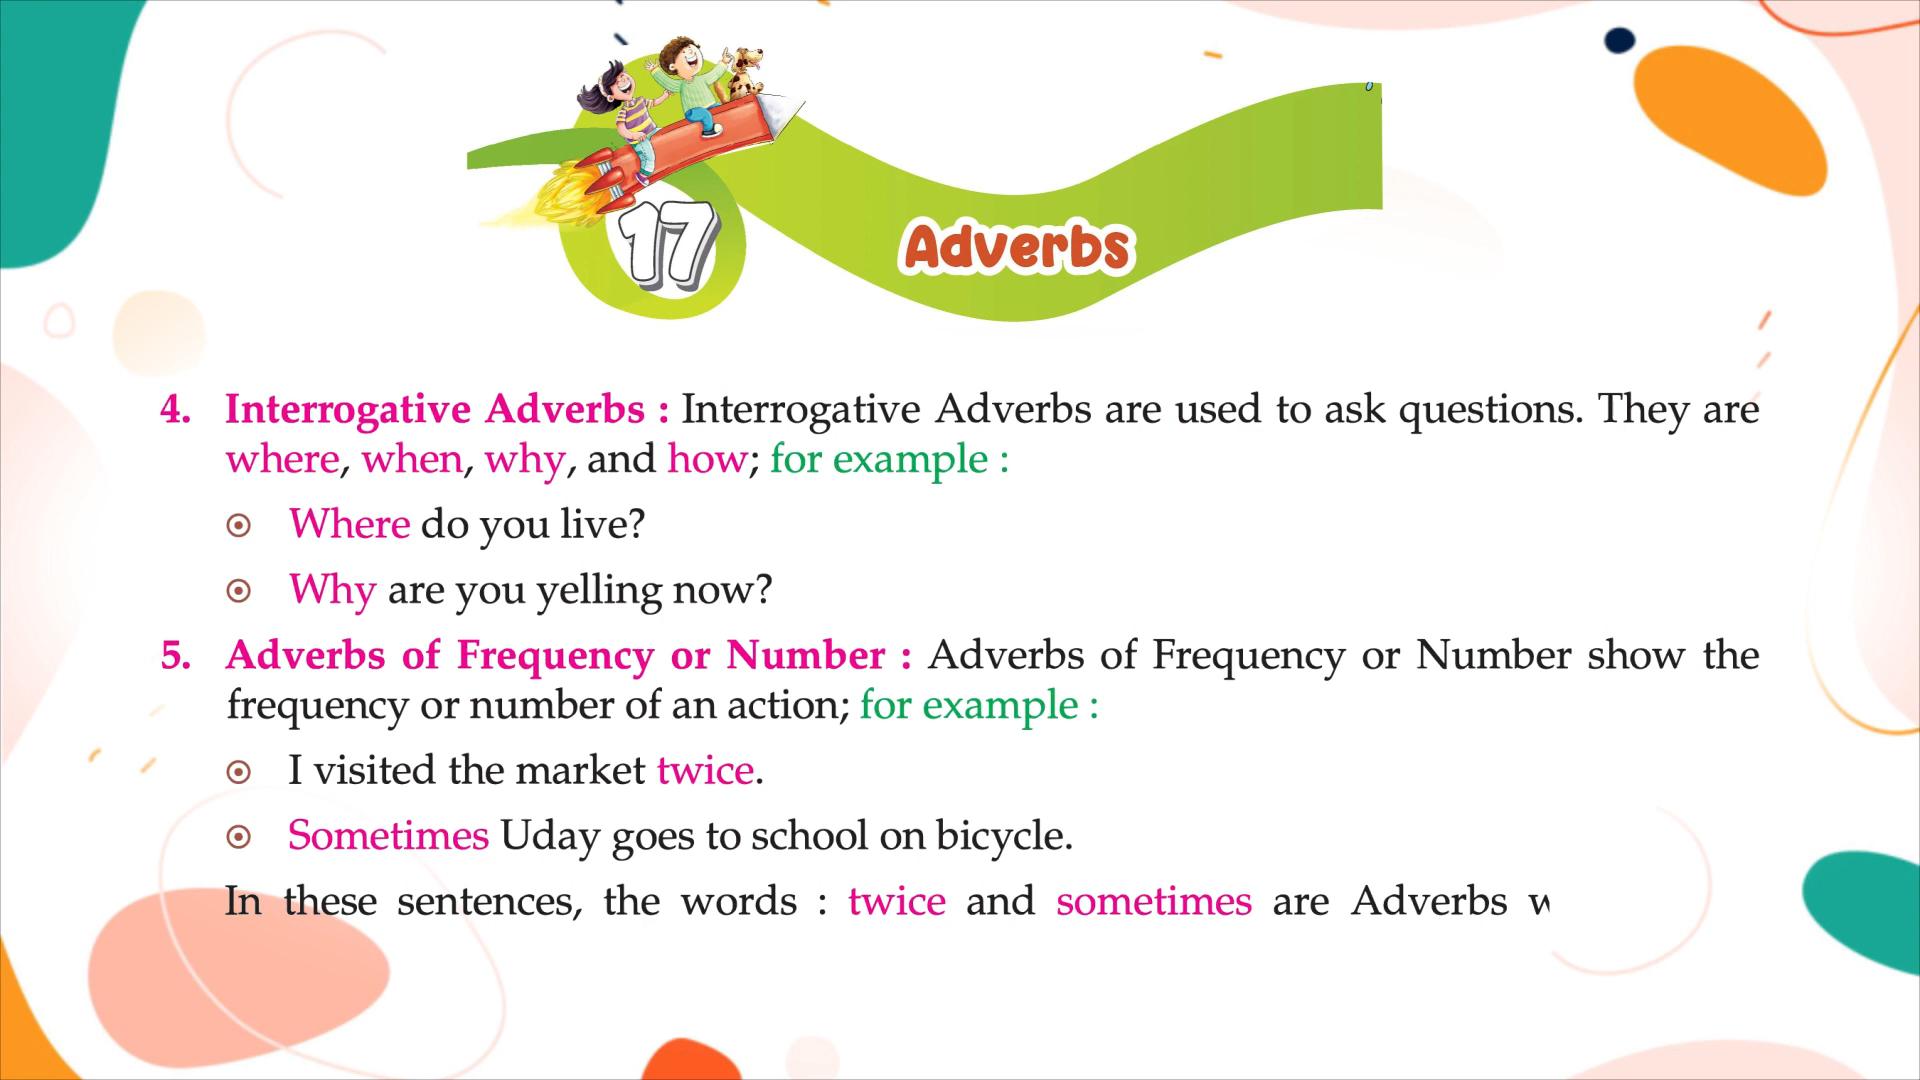 17
Adverbs
4. Interrogative Adverbs : Interrogative Adverbs are used to ask questions. They are
where, when, why, and how; for example :
Where do you live?
Why are you yelling now?
5. Adverbs of Frequency or Number : Adverbs of Frequency or Number show the
frequency or number of an action; for example :
I visited the market twice.
Sometimes Uday goes to school on bicycle.
In these sentences, the words : twice and sometimes are Adverbs